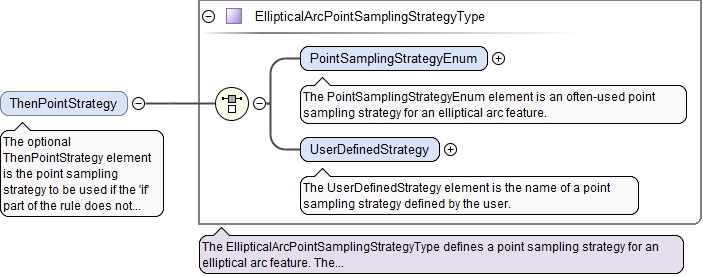 EllipticalArcPointSamplingStrategyType
PointSamplingStrategyEnum
The PointSamplingStrategyEnum element is an often-used point
sampling strategy for an elliptical arc feature.
ThenPointStrategy
The optional
ThenPointStrategy element
is the point sampling
strategy to be used if the 'if'
part of the rule does not...
UserDefinedStrategy
The UserDefinedStrategy element is the name of a point
sampling strategy defined by the user.
The EllipticalArcPointSamplingStrategyType defines a point sampling strategy for an
elliptical arc feature. The...